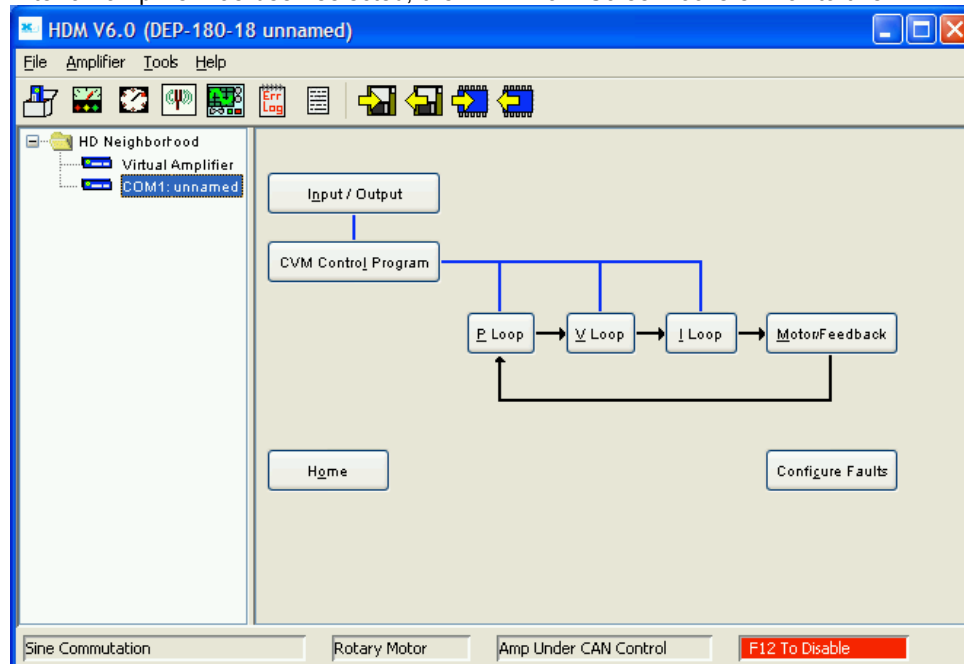 HDM V6.0 (DEP-180-18 unnamed)
File Amplifier Tools Help
Err Log
HD Neighborhood
Virtual Amplifier
COM1: unnamed
Input / Output
CVM Control Program
P Loop
V Loop
I Loop
Motor/Feedback
Home
Configure Faults
Sine Commutation
Rotary Motor
Amp Under CAN Control
F12 To Disable